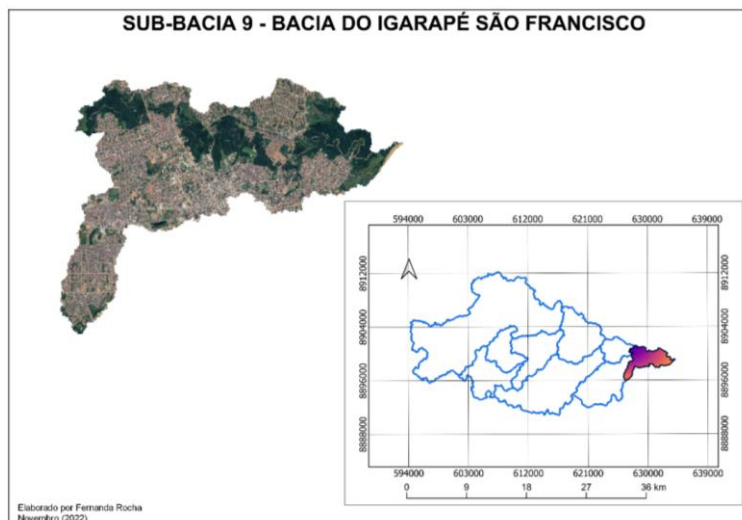 SUB-BACIA 9 - BACIA DO IGARAPÉ SÃO FRANCISCO
594000 603000 612000 621000 630000 639000
8912000 8912000
8904000 8904000
8896000 8896000
8888000 8888000
594000 603000 612000 621000 630000 639000
0 9 18 27 36 km
Elaborado por Fernanda Rocha
Novembro (2022)